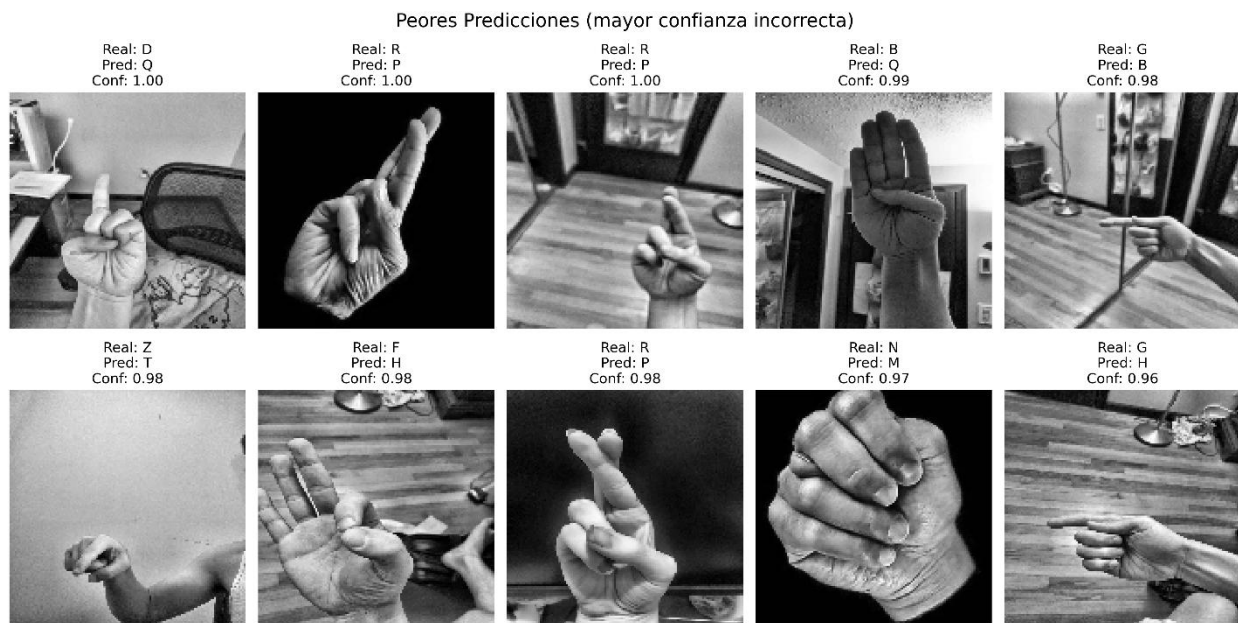 Peores Predicciones (mayor confianza incorrecta)
Real: D
Pred: Q
Conf: 1.00
Real: R
Pred: P
Conf: 1.00
Real: R
Pred: P
Conf: 1.00
Real: B
Pred: Q
Conf: 0.99
Real: G
Pred: B
Conf: 0.98
Real: Z
Pred: T
Conf: 0.98
Real: F
Pred: H
Conf: 0.98
Real: R
Pred: P
Conf: 0.98
Real: N
Pred: M
Conf: 0.97
Real: G
Pred: H
Conf: 0.96